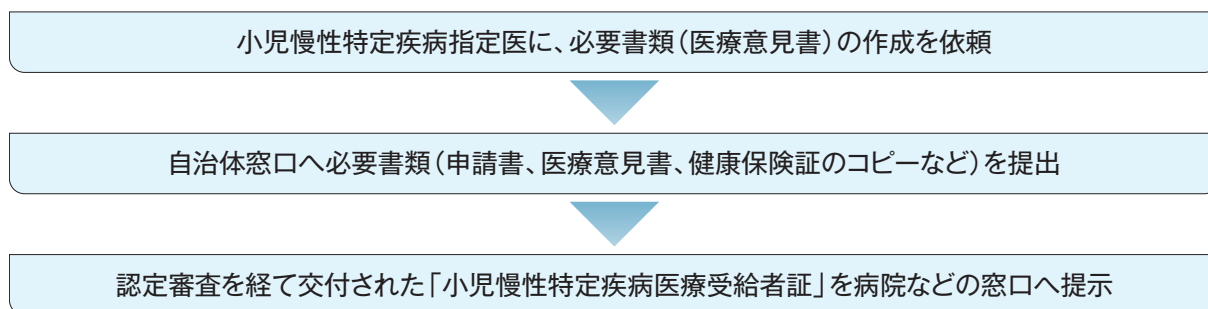 小児慢性特定疾病指定医に、必要書類（医療意見書）の作成を依頼
自治体窓口へ必要書類（申請書、医療意見書、健康保険証のコピーなど）を提出
認定審査を経て交付された「小児慢性特定疾病医療受給者証」を病院などの窓口へ提示